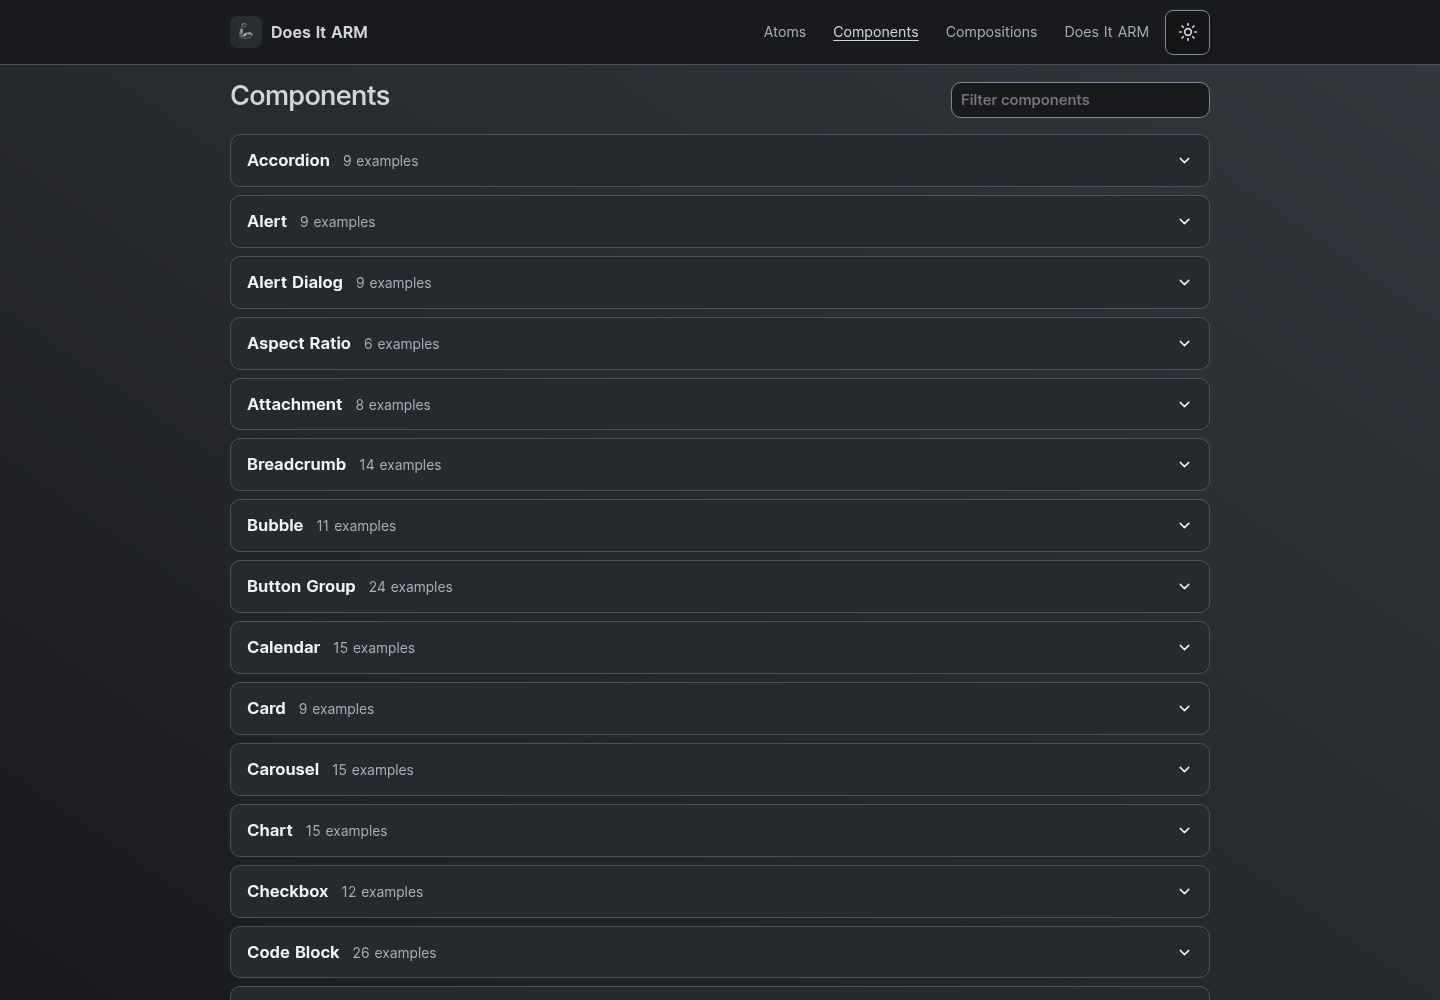 Does It ARM
Atoms
Components
Compositions
Does It ARM
Components
Filter components
Accordion 9 examples
Alert 9 examples
Alert Dialog 9 examples
Aspect Ratio 6 examples
Attachment 8 examples
Breadcrumb 14 examples
Bubble 11 examples
Button Group 24 examples
Calendar 15 examples
Card 9 examples
Carousel 15 examples
Chart 15 examples
Checkbox 12 examples
Code Block 26 examples